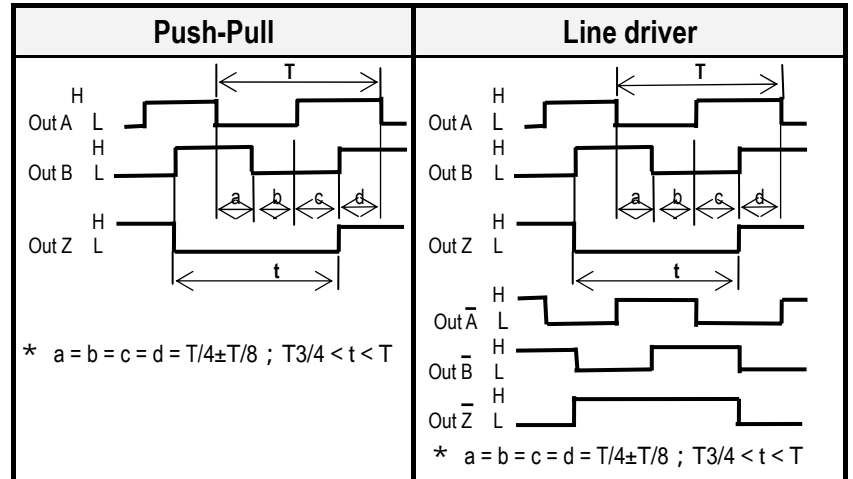 Push-Pull
T
H
Out A L
H
Out B L
a b c d
H
Out Z L
t
* a = b = c = d = T/4±T/8 ; T3/4 < t < T
Line driver
T
H
Out A L
H
Out B L
a b c d
H
Out Z L
t
H
Out A̅ L
H
Out B̅ L
H
Out Z̅ L
* a = b = c = d = T/4±T/8 ; T3/4 < t < T